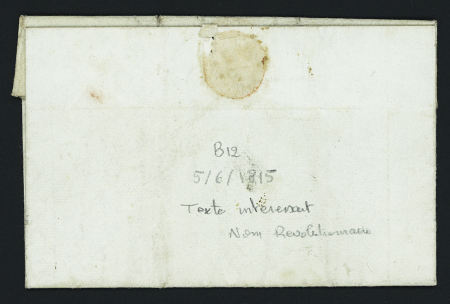 B12
5/6/1815
Texte intéressant
Nom Revolutionnaire